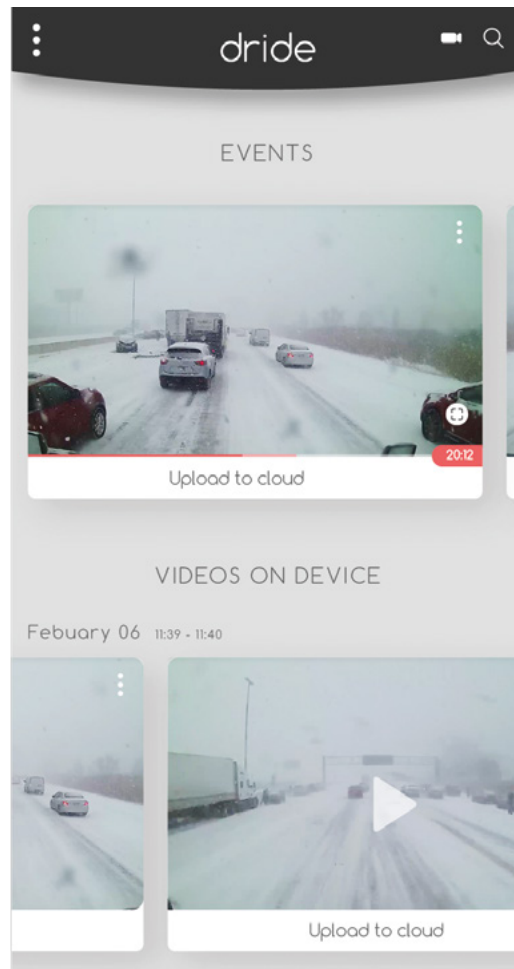 dride
EVENTS
20:12
Upload to cloud
VIDEOS ON DEVICE
Febuary 06 11:39 - 11:40
Upload to cloud